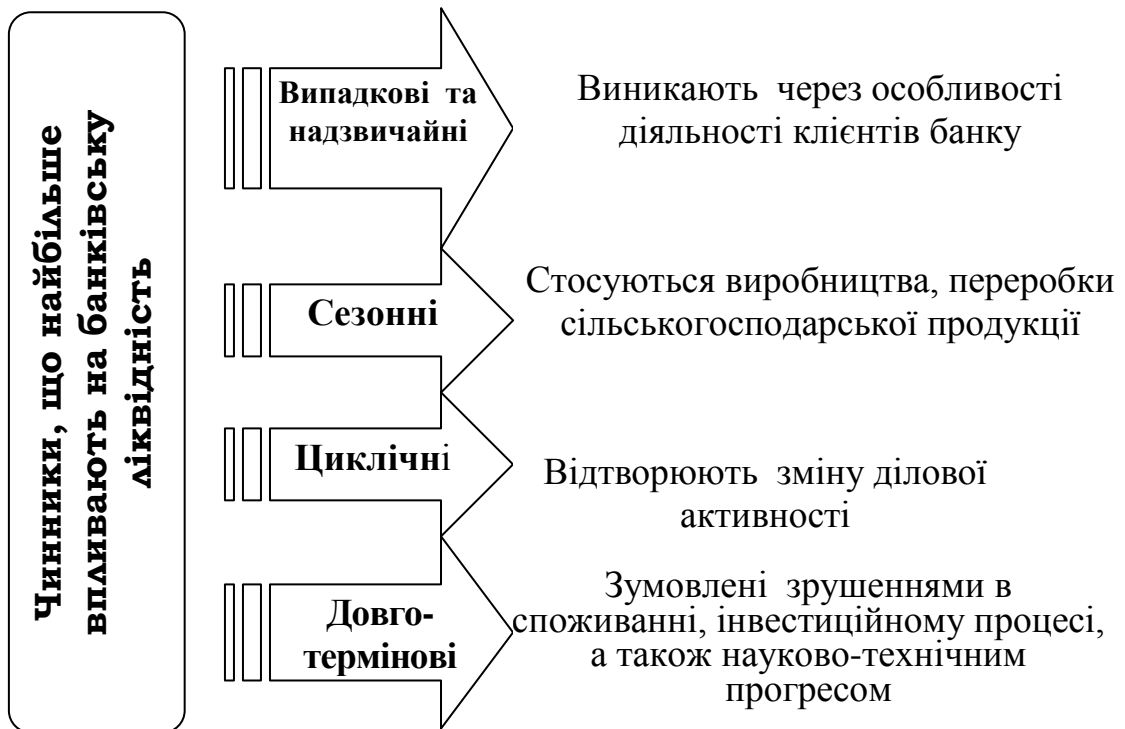 Чинники, що найбільше
впливають на банківську
ліквідність
Випадкові та
надзвичайні
Виникають через особливості
діяльності клієнтів банку
Сезонні
Стосуються виробництва, переробки
сільськогосподарської продукції
Циклічні
Відтворюють зміну ділової
активності
Довго-
термінові
Зумовлені зрушеннями в
споживанні, інвестиційному процесі,
а також науково-технічним
прогресом